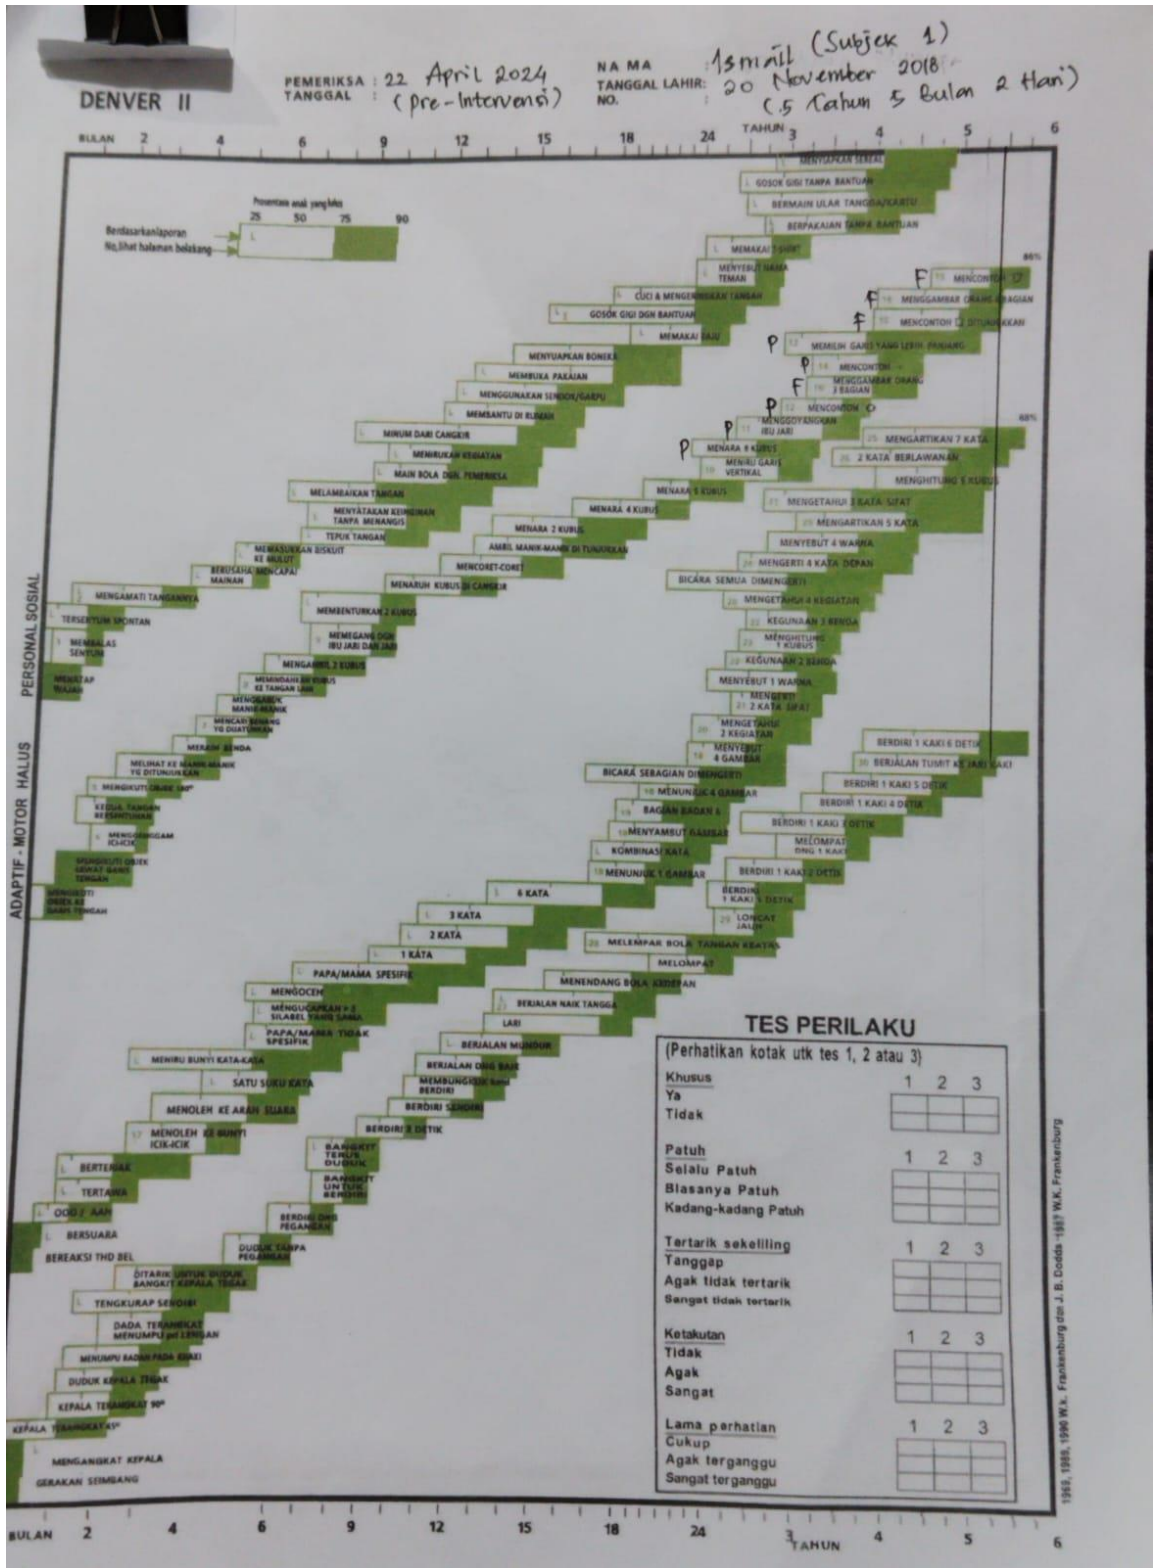 DENVER II
PEMERIKSA : 22 April 2024
TANGGAL : (pre-Intervensi)
NA MA : Ismail (Subjek 1)
TANGGAL LAHIR: 20 November 2018
NO. : (5 Tahun 5 Bulan 2 Hari)
BULAN 2 4 6 9 12 15 18 24 TAHUN 3 4 5 6
Presentase anak yang lulus
25 50 75 90
Berdasarkan laporan
No, lihat halaman belakang
L
PERSONAL SOSIAL
MENYIAPKAN SEREAL
GOSOK GIGI TANPA BANTUAN
BERMAIN ULAR TANGGA/KARTU
BERPAKAIAN TANPA BANTUAN
MEMAKAI T-SHIRT
MENYEBUT NAMA
TEMAN
CUCI & MENGERINGKAN TANGAN
GOSOK GIGI DGN BANTUAN
MEMAKAI BAJU
MENYUAPKAN BONEKA
MEMBUKA PAKAIAN
MENGGUNAKAN SENDOK/GARPU
MEMBANTU DI RUMAH
MINUM DARI CANGKIR
MENIRUKAN KEGIATAN
MAIN BOLA DGN. PEMERIKSA
MELAMBAIKAN TANGAN
MENYATAKAN KEINGINAN
TANPA MENANGIS
TEPUK TANGAN
MEMASUKKAN BISKUIT
KE MULUT
BERUSAHA MENCAPAI
MAINAN
MENGAMATI TANGANNYA
TERSENYUM SPONTAN
MEMBALAS
SENYUM
MENATAP
WAJAH
ADAPTIF - MOTOR HALUS
86%
F MENCONTOH
F MENGGAMBAR ORANG 6 BAGIAN
F MENCONTOH □ DITUNJUKKAN
P MEMILIH GARIS YANG LEBIH PANJANG
P MENCONTOH +
F MENGGAMBAR ORANG
3 BAGIAN
P MENCONTOH O
P MENGGOYANGKAN
IBU JARI
P MENARA 8 KUBUS
MENIRU GARIS
VERTIKAL
MENARA 6 KUBUS
MENARA 4 KUBUS
MENARA 2 KUBUS
AMBIL MANIK-MANIK DI TUNJUKKAN
MENCORET-CORET
MENARUH KUBUS DI CANGKIR
MEMBENTURKAN 2 KUBUS
MEMEGANG DGN
IBU JARI DAN JARI
MENGAMBIL 2 KUBUS
MEMINDAHKAN KUBUS
KE TANGAN LAIN
MENGGARUK
MANIK-MANIK
MENCARI BENANG
YG DIJATUHKAN
MERAIH BENDA
MELIHAT KE MANIK-MANIK
YG DITUNJUKKAN
MENGIKUTI OBJEK 180°
KEDUA TANGAN
BERSENTUHAN
MENGGENGGAM
ICI-ICIK
MENGIKUTI OBJEK
LEWAT GARIS
TENGAH
MENGIKUTI
OBJEK KE
GARIS TENGAH
68%
MENGARTIKAN 7 KATA
2 KATA BERLAWANAN
MENGHITUNG 5 KUBUS
MENGETAHUI 3 KATA SIFAT
MENGARTIKAN 5 KATA
MENYEBUT 4 WARNA
MENGERTI 4 KATA DEPAN
BICARA SEMUA DIMENGERTI
MENGETAHUI 4 KEGIATAN
KEGUNAAN 3 BENDA
MENGHITUNG
1 KUBUS
KEGUNAAN 2 BENDA
MENYEBUT 1 WARNA
MENGERTI
2 KATA SIFAT
MENGETAHUI
2 KEGIATAN
MENYEBUT
4 GAMBAR
BICARA SEBAGIAN DIMENGERTI
MENUNJUK 4 GAMBAR
BAGIAN BADAN 6
MENYAMBUT GAMBAR
KOMBINASI KATA
MENUNJUK 1 GAMBAR
6 KATA
3 KATA
2 KATA
1 KATA
PAPA/MAMA SPESIFIK
MENGOCEH
MENGUCAPKAN > 3
SILABEL YANG SAMA
PAPA/MAMA TIDAK
SPESIFIK
MENIRU BUNYI KATA-KATA
SATU SUKU KATA
MENOLEH KE ARAH SUARA
MENOLEH KE BUNYI
ICIK-ICIK
BERTERIAK
TERTAWA
OOO / AAH
BERSUARA
BEREAKSI THD BEL
BERDIRI 1 KAKI 6 DETIK
BERJALAN TUMIT KE JARI KAKI
BERDIRI 1 KAKI 5 DETIK
BERDIRI 1 KAKI 4 DETIK
BERDIRI 1 KAKI 3 DETIK
MELOMPAT
DNG 1 KAKI
BERDIRI 1 KAKI 2 DETIK
BERDIRI
1 KAKI 1 DETIK
LONCAT
JAUH
MELEMPAR BOLA TANGAN KEATAS
MELOMPAT
MENENDANG BOLA KEDEPAN
BERJALAN NAIK TANGGA
LARI
BERJALAN MUNDUR
BERJALAN DNG BAIK
MEMBUNGKUK
BERDIRI
BERDIRI SENDIRI
BERDIRI 2 DETIK
BANGKIT
TERUS
DUDUK
BANGKIT
UNTUK
BERDIRI
BERDIRI DNG
PEGANGAN
DUDUK TANPA
PEGANGAN
DITARIK UNTUK DUDUK
BANGKIT KEPALA TEGAK
TENGKURAP SENDIRI
DADA TERANGKAT
MENUMPU pd LENGAN
MENUMPU BADAN PADA KHAKI
DUDUK KEPALA TEGAK
KEPALA TERANGKAT 90°
KEPALA TERANGKAT 45°
MENGANGKAT KEPALA
GERAKAN SEIMBANG
TES PERILAKU
(Perhatikan kotak utk tes 1, 2 atau 3)
Khusus 1 2 3
Ya
Tidak
Patuh 1 2 3
Selalu Patuh
Biasanya Patuh
Kadang-kadang Patuh
Tertarik sekeliling 1 2 3
Tanggap
Agak tidak tertarik
Sangat tidak tertarik
Ketakutan 1 2 3
Tidak
Agak
Sangat
Lama perhatian 1 2 3
Cukup
Agak terganggu
Sangat terganggu
1969, 1989, 1990 W.k. Frankenburg dan J. B. Dodds 1987 W.K. Frankenburg
BULAN 2 4 6 9 12 15 18 24 3 TAHUN 4 5 6